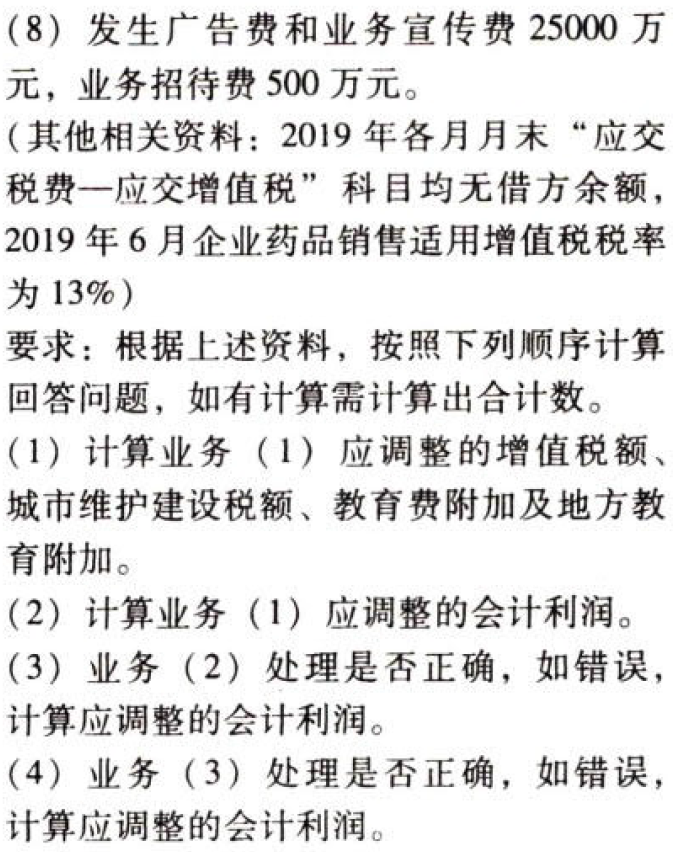 (8) 发生广告费和业务宣传费 25000 万
元，业务招待费 500 万元。
(其他相关资料：2019 年各月月末“应交
税费—应交增值税”科目均无借方余额，
2019 年 6 月企业药品销售适用增值税税率
为 13%)
要求：根据上述资料，按照下列顺序计算
回答问题，如有计算需计算出合计数。
(1) 计算业务（1）应调整的增值税额、
城市维护建设税额、教育费附加及地方教
育附加。
(2) 计算业务（1）应调整的会计利润。
(3) 业务（2）处理是否正确，如错误，
计算应调整的会计利润。
(4) 业务（3）处理是否正确，如错误，
计算应调整的会计利润。